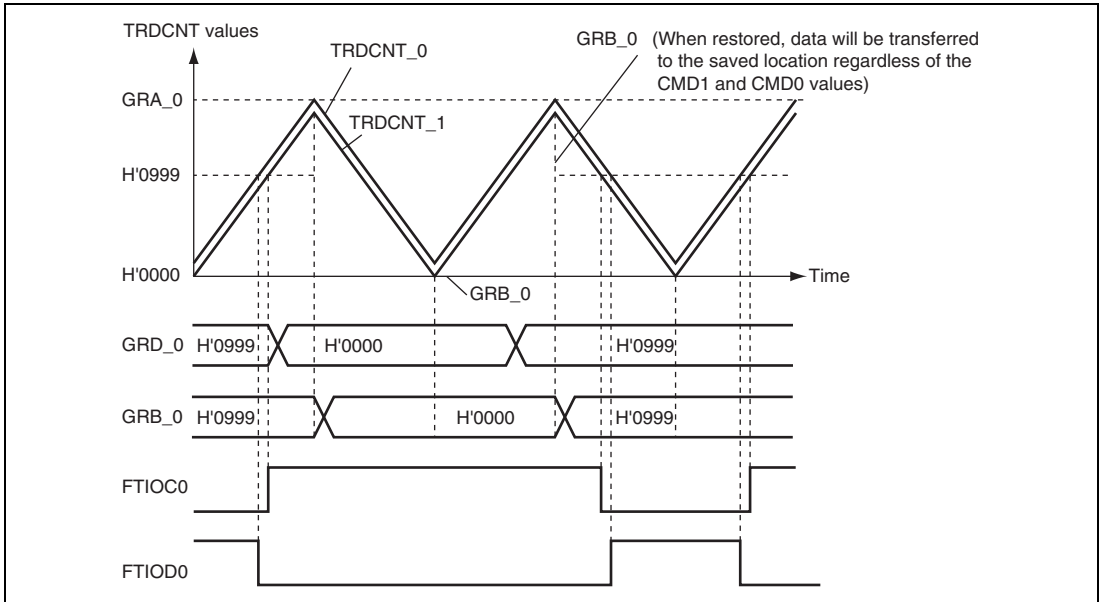 TRDCNT values
TRDCNT_0
GRB_0 (When restored, data will be transferred
to the saved location regardless of the
CMD1 and CMD0 values)
GRA_0
TRDCNT_1
H'0999
H'0000
Time
GRB_0
GRD_0 H'0999 H'0000 H'0999
GRB_0 H'0999 H'0000 H'0999
FTIOC0
FTIOD0